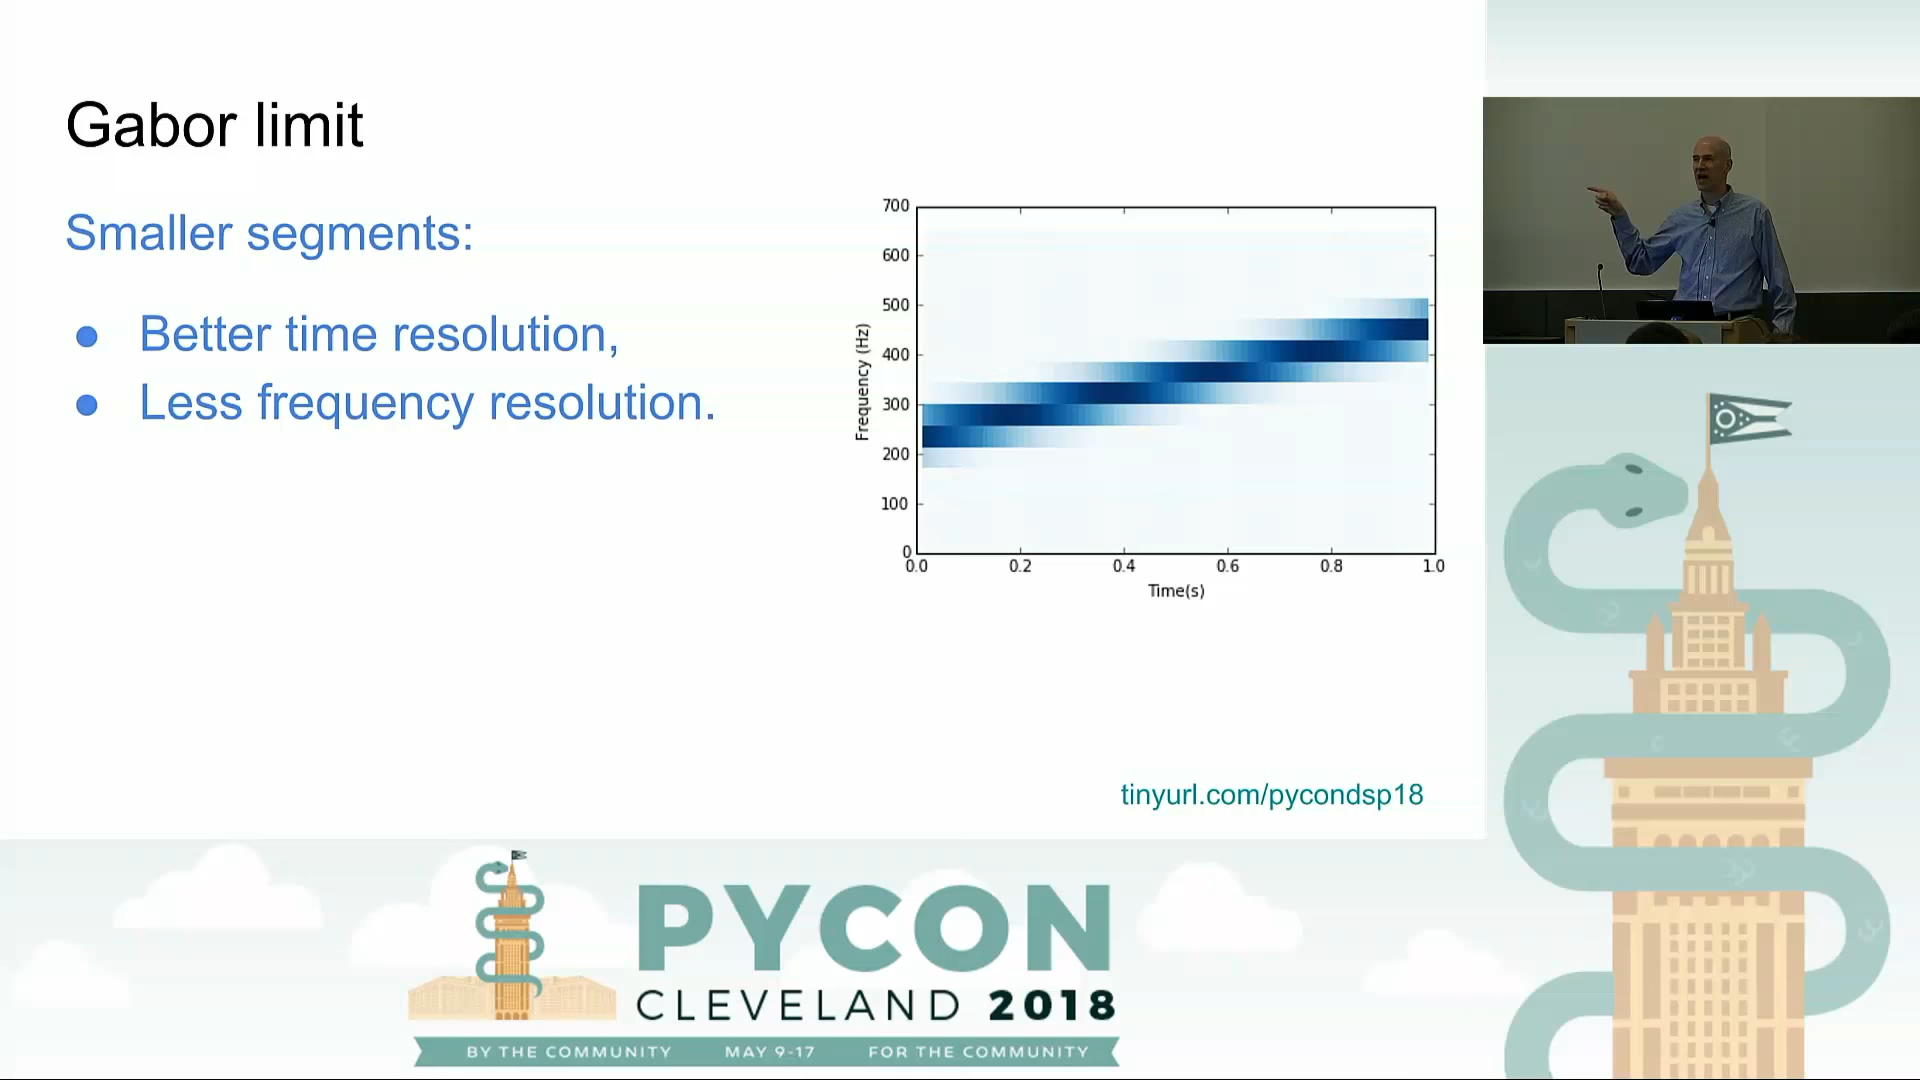 Gabor limit
Smaller segments:
● Better time resolution,
● Less frequency resolution.
700
600
500
400
300
200
100
0
Frequency (Hz)
0.0 0.2 0.4 0.6 0.8 1.0
Time(s)
tinyurl.com/pycondsp18
PYCON
CLEVELAND 2018
BY THE COMMUNITY MAY 9-17 FOR THE COMMUNITY